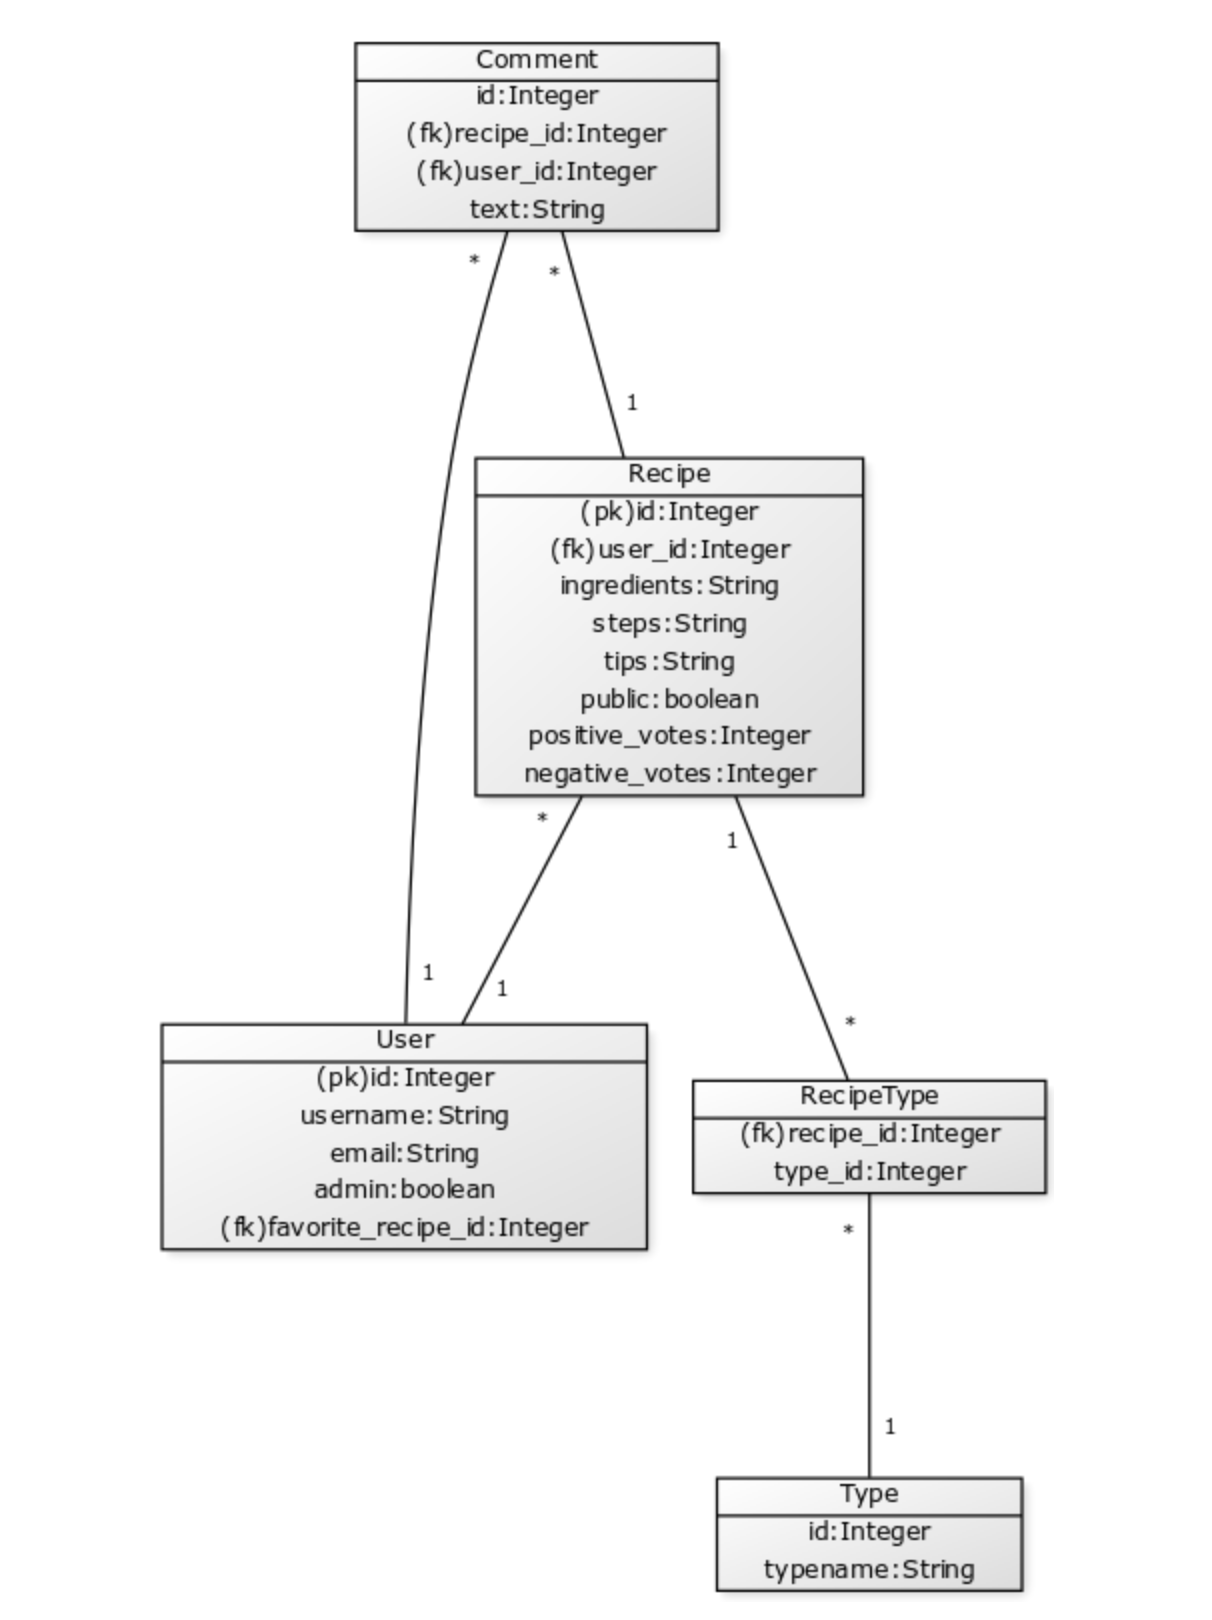 Comment
id:Integer
(fk)recipe_id:Integer
(fk)user_id:Integer
text:String
*
*
1
Recipe
(pk)id:Integer
(fk)user_id:Integer
ingredients:String
steps:String
tips:String
public:boolean
positive_votes:Integer
negative_votes:Integer
*
1
1
1
*
User
(pk)id:Integer
username:String
email:String
admin:boolean
(fk)favorite_recipe_id:Integer
RecipeType
(fk)recipe_id:Integer
type_id:Integer
*
1
Type
id:Integer
typename:String